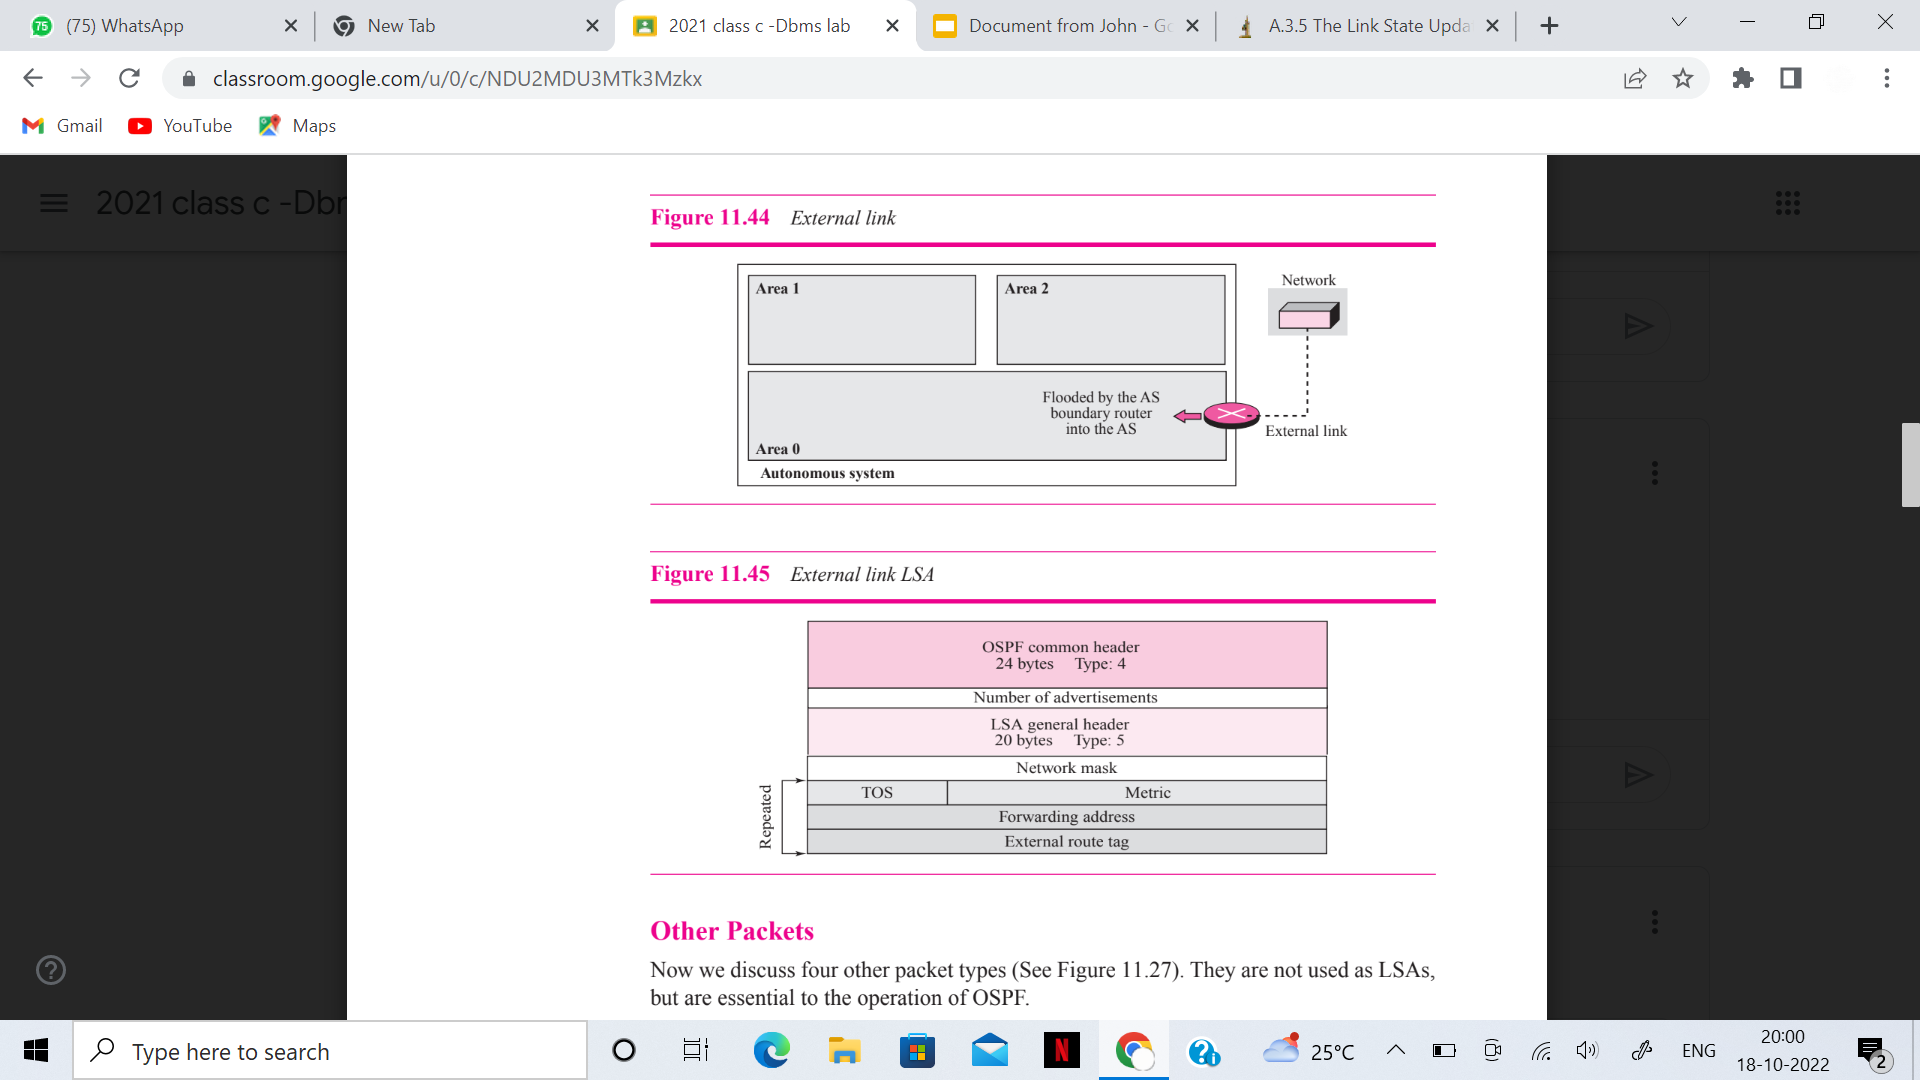 75
(75) WhatsApp
New Tab
2021 class c -Dbms lab
Document from John - Go
A.3.5 The Link State Upda
classroom.google.com/u/0/c/NDU2MDU3MTk3Mzkx
Gmail
YouTube
Maps
2021 class c -Dbr
Figure 11.44 External link
Area 1
Area 2
Network
Flooded by the AS
boundary router
into the AS
External link
Area 0
Autonomous system
Figure 11.45 External link LSA
OSPF common header
24 bytes Type: 4
Number of advertisements
LSA general header
20 bytes Type: 5
Network mask
TOS Metric
Forwarding address
External route tag
Repeated
Other Packets
Now we discuss four other packet types (See Figure 11.27). They are not used as LSAs,
but are essential to the operation of OSPF.
Type here to search
N
25°C
ENG
20:00
18-10-2022
2